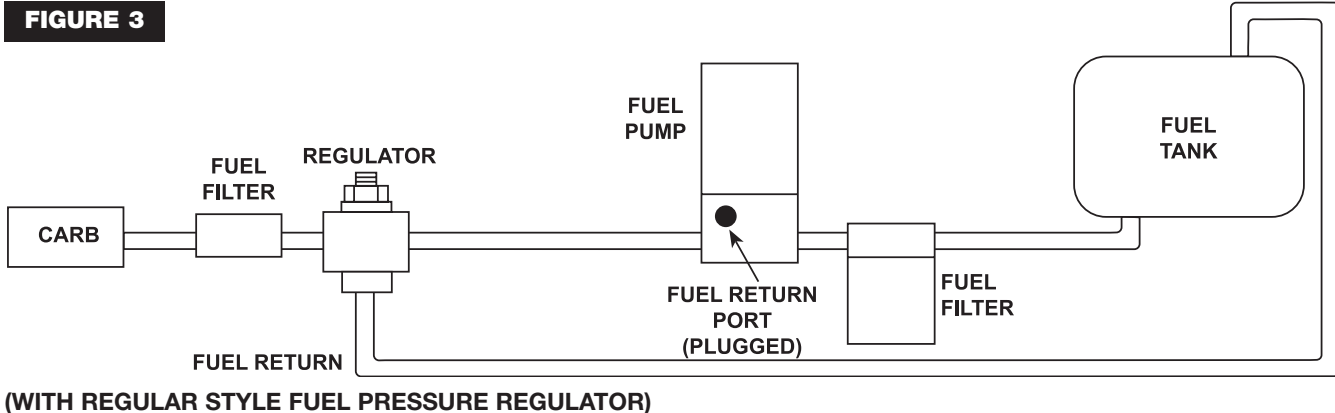 FIGURE 3
FUEL
PUMP
FUEL
TANK
REGULATOR
FUEL
FILTER
CARB
FUEL RETURN
PORT
(PLUGGED)
FUEL
FILTER
FUEL RETURN
(WITH REGULAR STYLE FUEL PRESSURE REGULATOR)